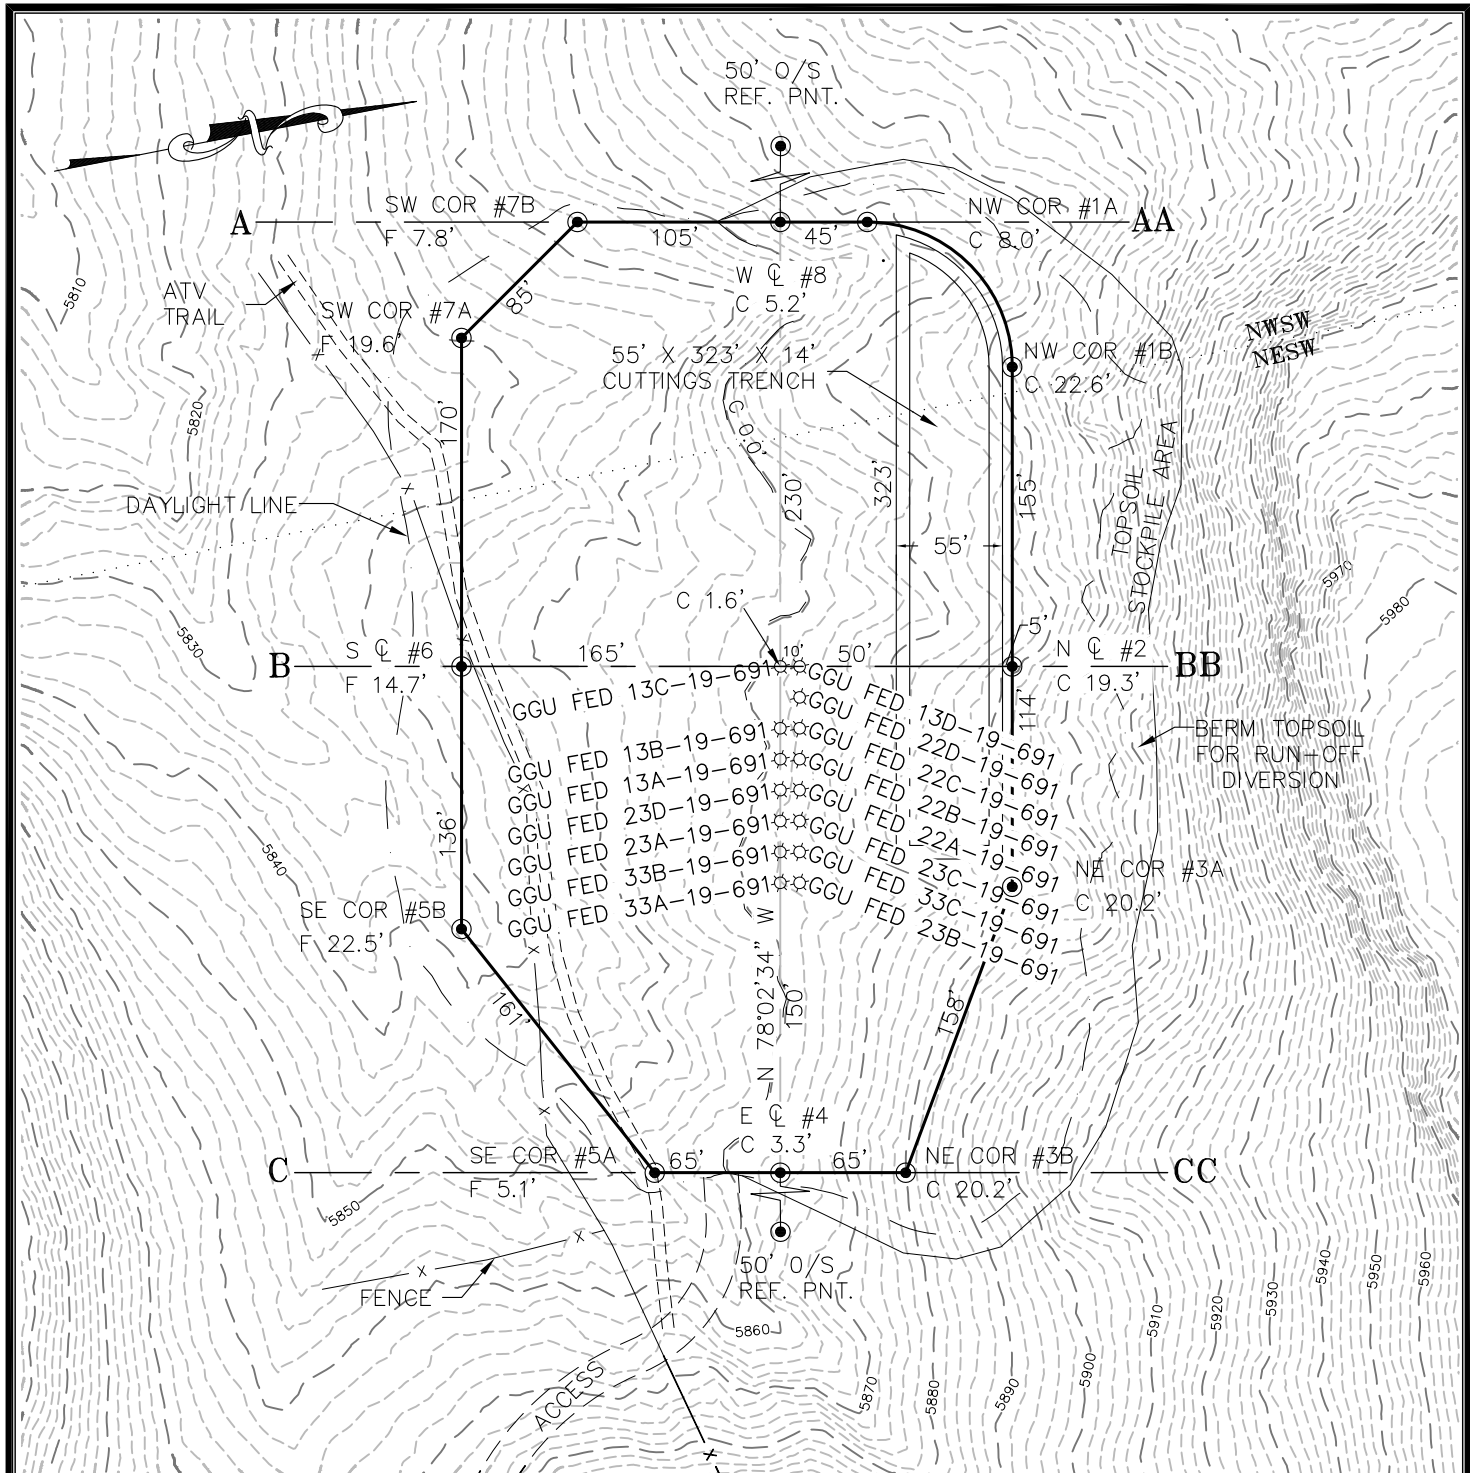 50' O/S
REF. PNT.
N
A
SW COR #7B
F 7.8'
105'
45'
NW COR #1A
C 8.0'
AA
W ℄ #8
C 5.2'
5810
ATV
TRAIL
SW COR #7A
F 19.6'
85'
NWSW
NESW
55' X 323' X 14'
CUTTINGS TRENCH
NW COR #1B
C 22.6'
5820
170'
C 0.0'
230'
323'
155'
TOPSOIL
STOCKPILE AREA
DAYLIGHT LINE
55'
5970
5980
C 1.6'
5'
5830
B
S ℄ #6
F 14.7'
165'
10'
50'
N ℄ #2
C 19.3'
BB
114'
GGU FED 13C-19-691
GGU FED 13B-19-691
GGU FED 13A-19-691
GGU FED 23D-19-691
GGU FED 23A-19-691
GGU FED 33B-19-691
GGU FED 33A-19-691
GGU FED 13D-19-691
GGU FED 22D-19-691
GGU FED 22C-19-691
GGU FED 22B-19-691
GGU FED 22A-19-691
GGU FED 23C-19-691
GGU FED 33C-19-691
GGU FED 23B-19-691
BERM TOPSOIL
FOR RUN-OFF
DIVERSION
136'
5840
NE COR #3A
C 20.2'
SE COR #5B
F 22.5'
N 78°02'34" W
150'
161'
158'
E ℄ #4
C 3.3'
C
SE COR #5A
F 5.1'
65'
65'
NE COR #3B
C 20.2'
CC
5850
50' O/S
REF. PNT.
FENCE
5860
ACCESS
5870
5880
5890
5900
5910
5920
5930
5940
5950
5960